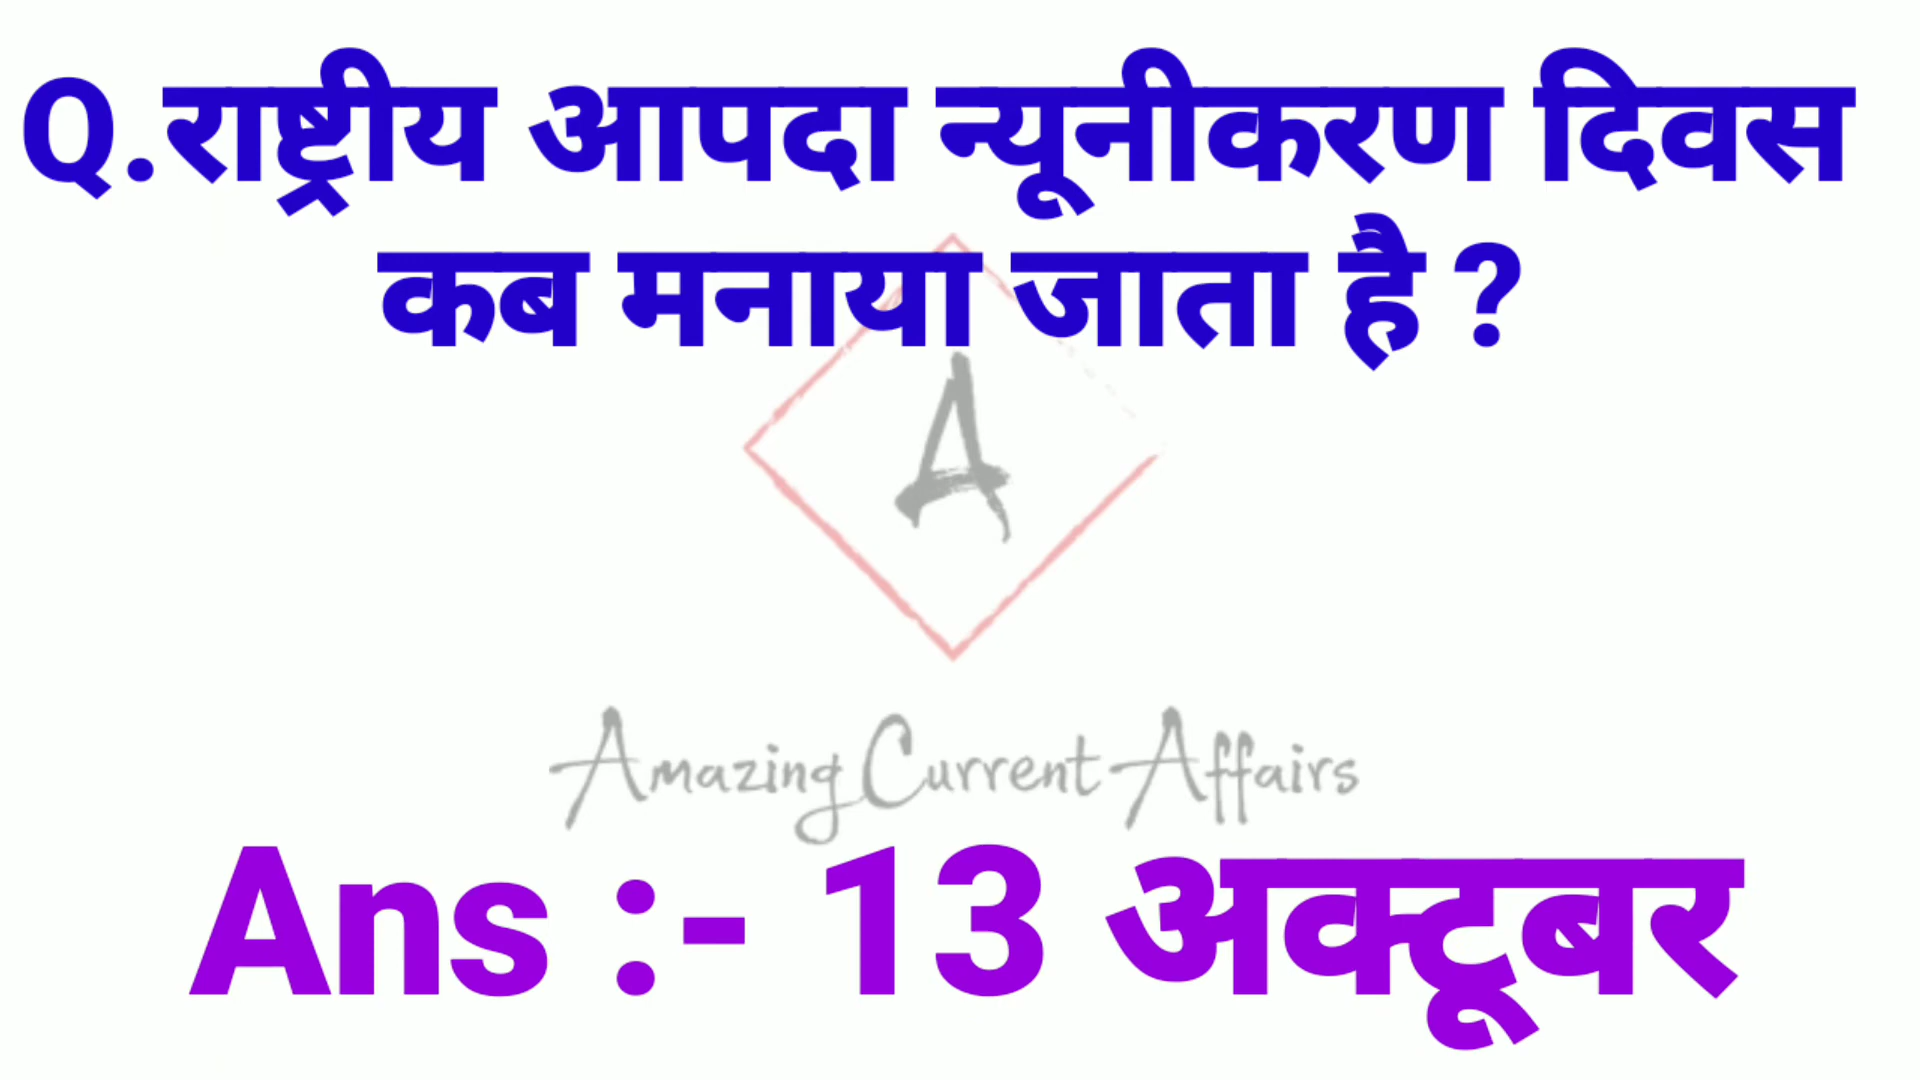 Q.राष्ट्रीय आपदा न्यूनीकरण दिवस
कब मनाया जाता है ?
A
Amazing Current Affairs
Ans :- 13 अक्टूबर